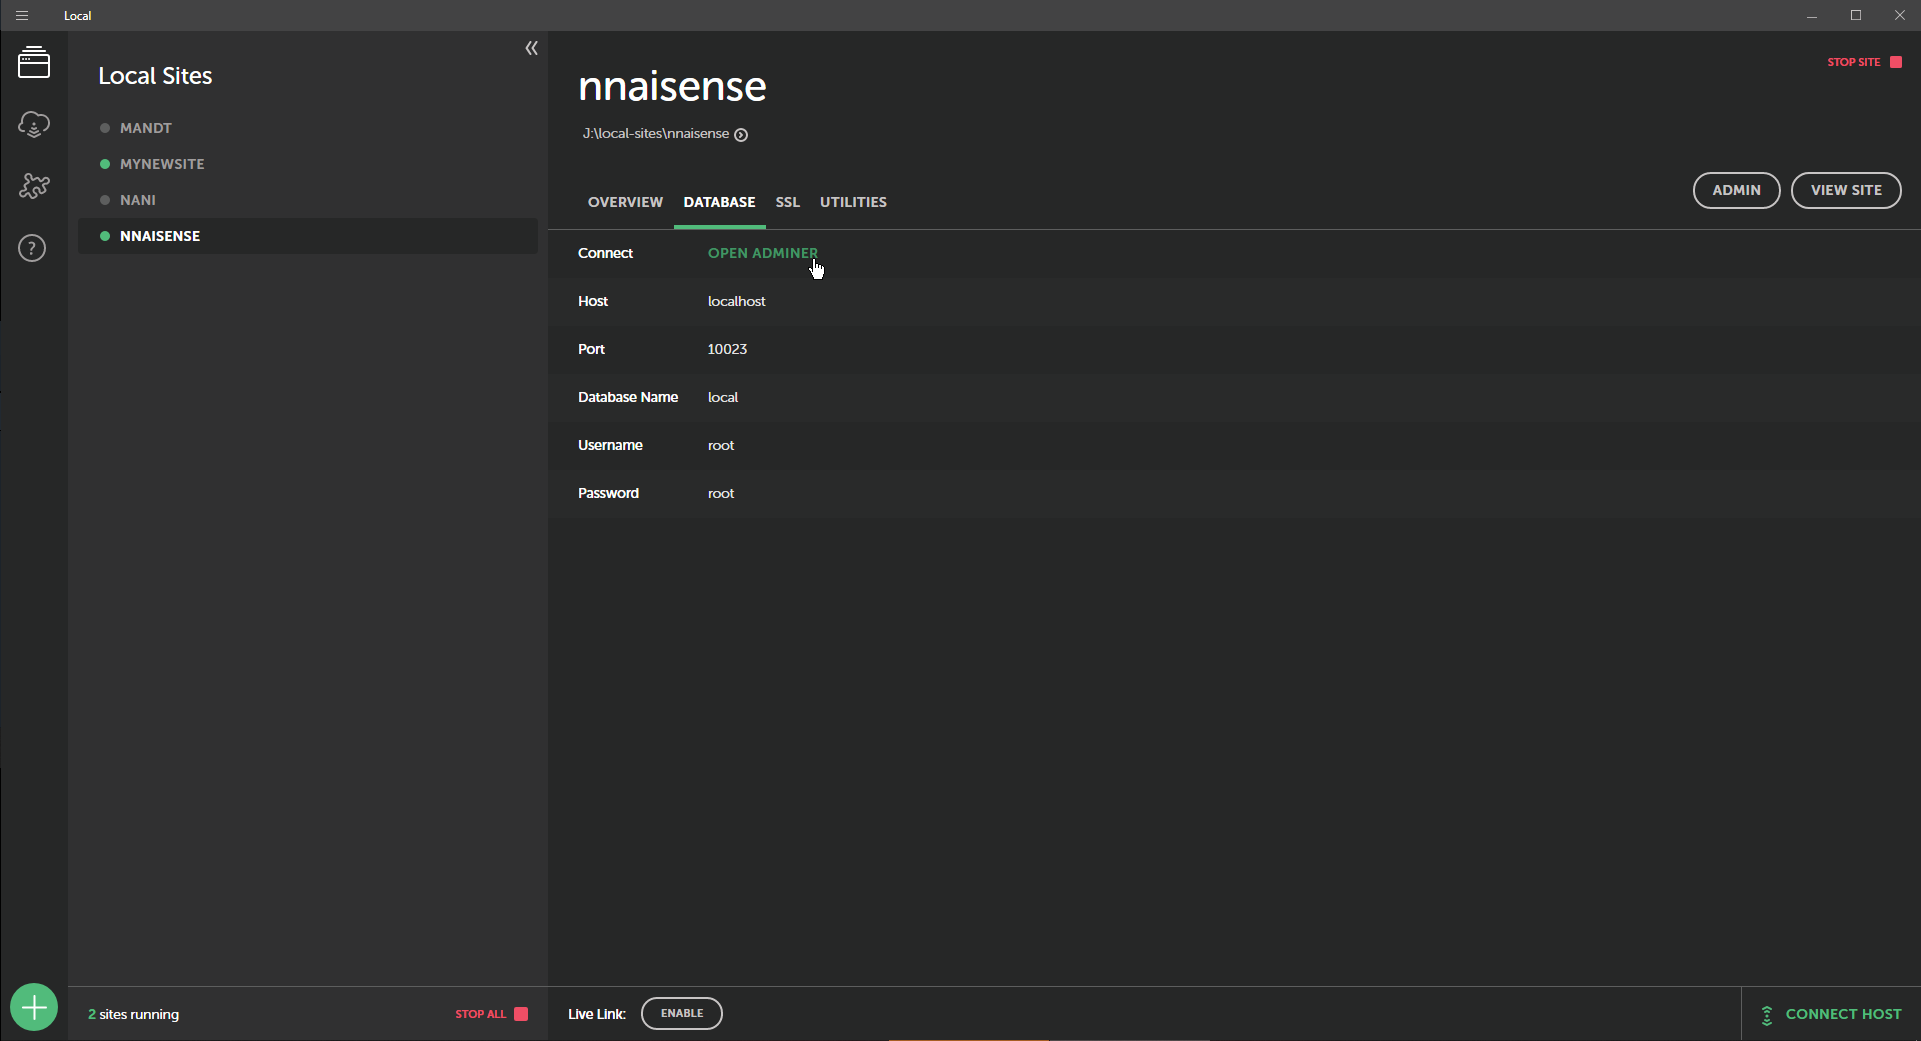 Local
Local Sites
MANDT
MYNEWSITE
NANI
NNAISENSE
2 sites running
STOP ALL
nnaisense
STOP SITE
J:\local-sites\nnaisense
OVERVIEW DATABASE SSL UTILITIES
ADMIN VIEW SITE
Connect OPEN ADMINER
Host localhost
Port 10023
Database Name local
Username root
Password root
Live Link: ENABLE
CONNECT HOST